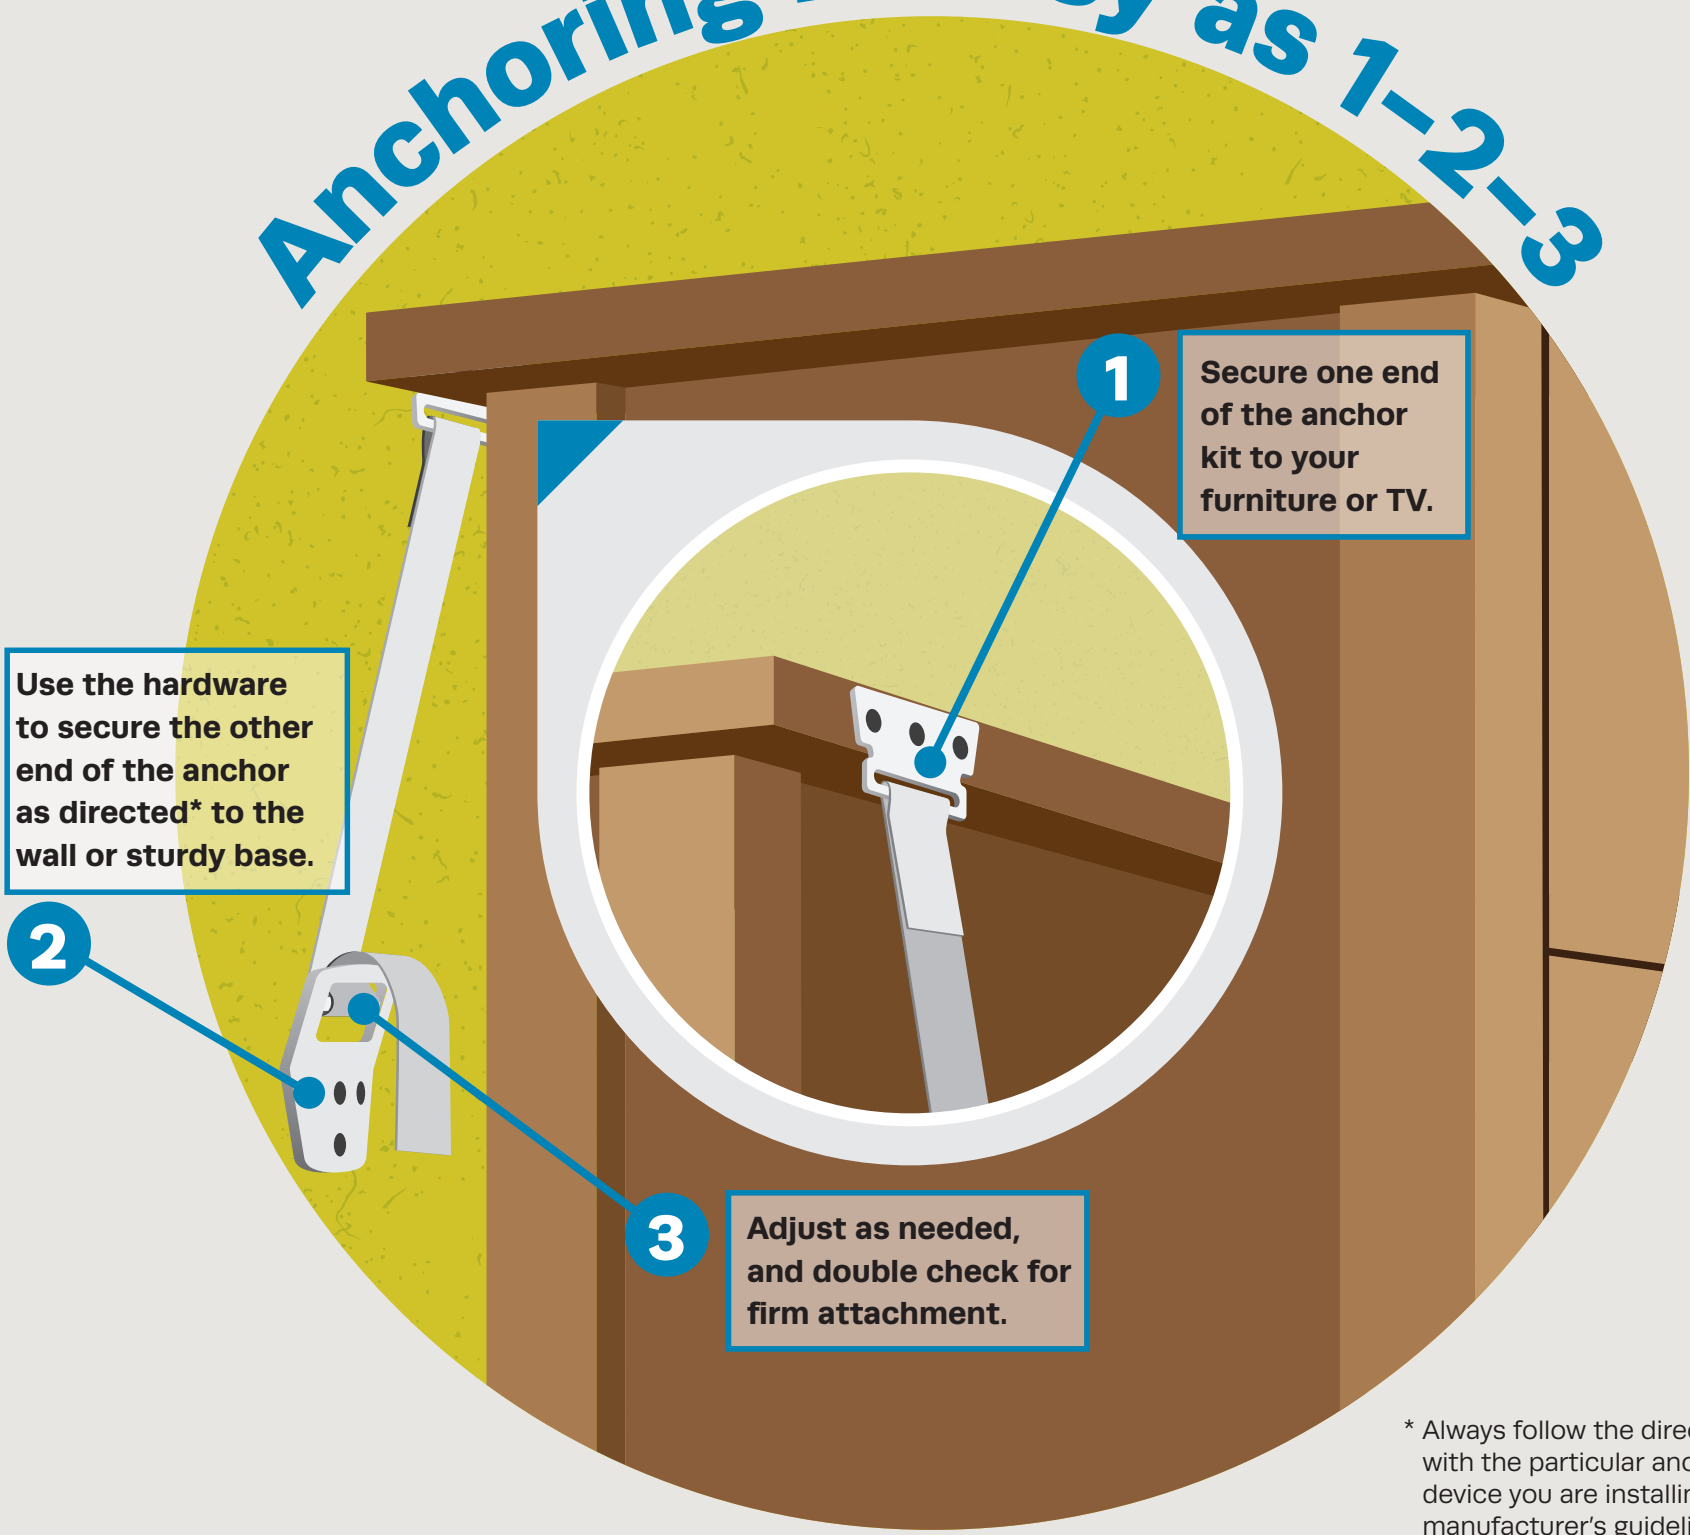 Anchoring as 1-2-3
1
Secure one end
of the anchor
kit to your
furniture or TV.
Use the hardware
to secure the other
end of the anchor
as directed* to the
wall or sturdy base.
2
3
Adjust as needed,
and double check for
firm attachment.
* Always follow the
with the particular
device you are
manufacturer's